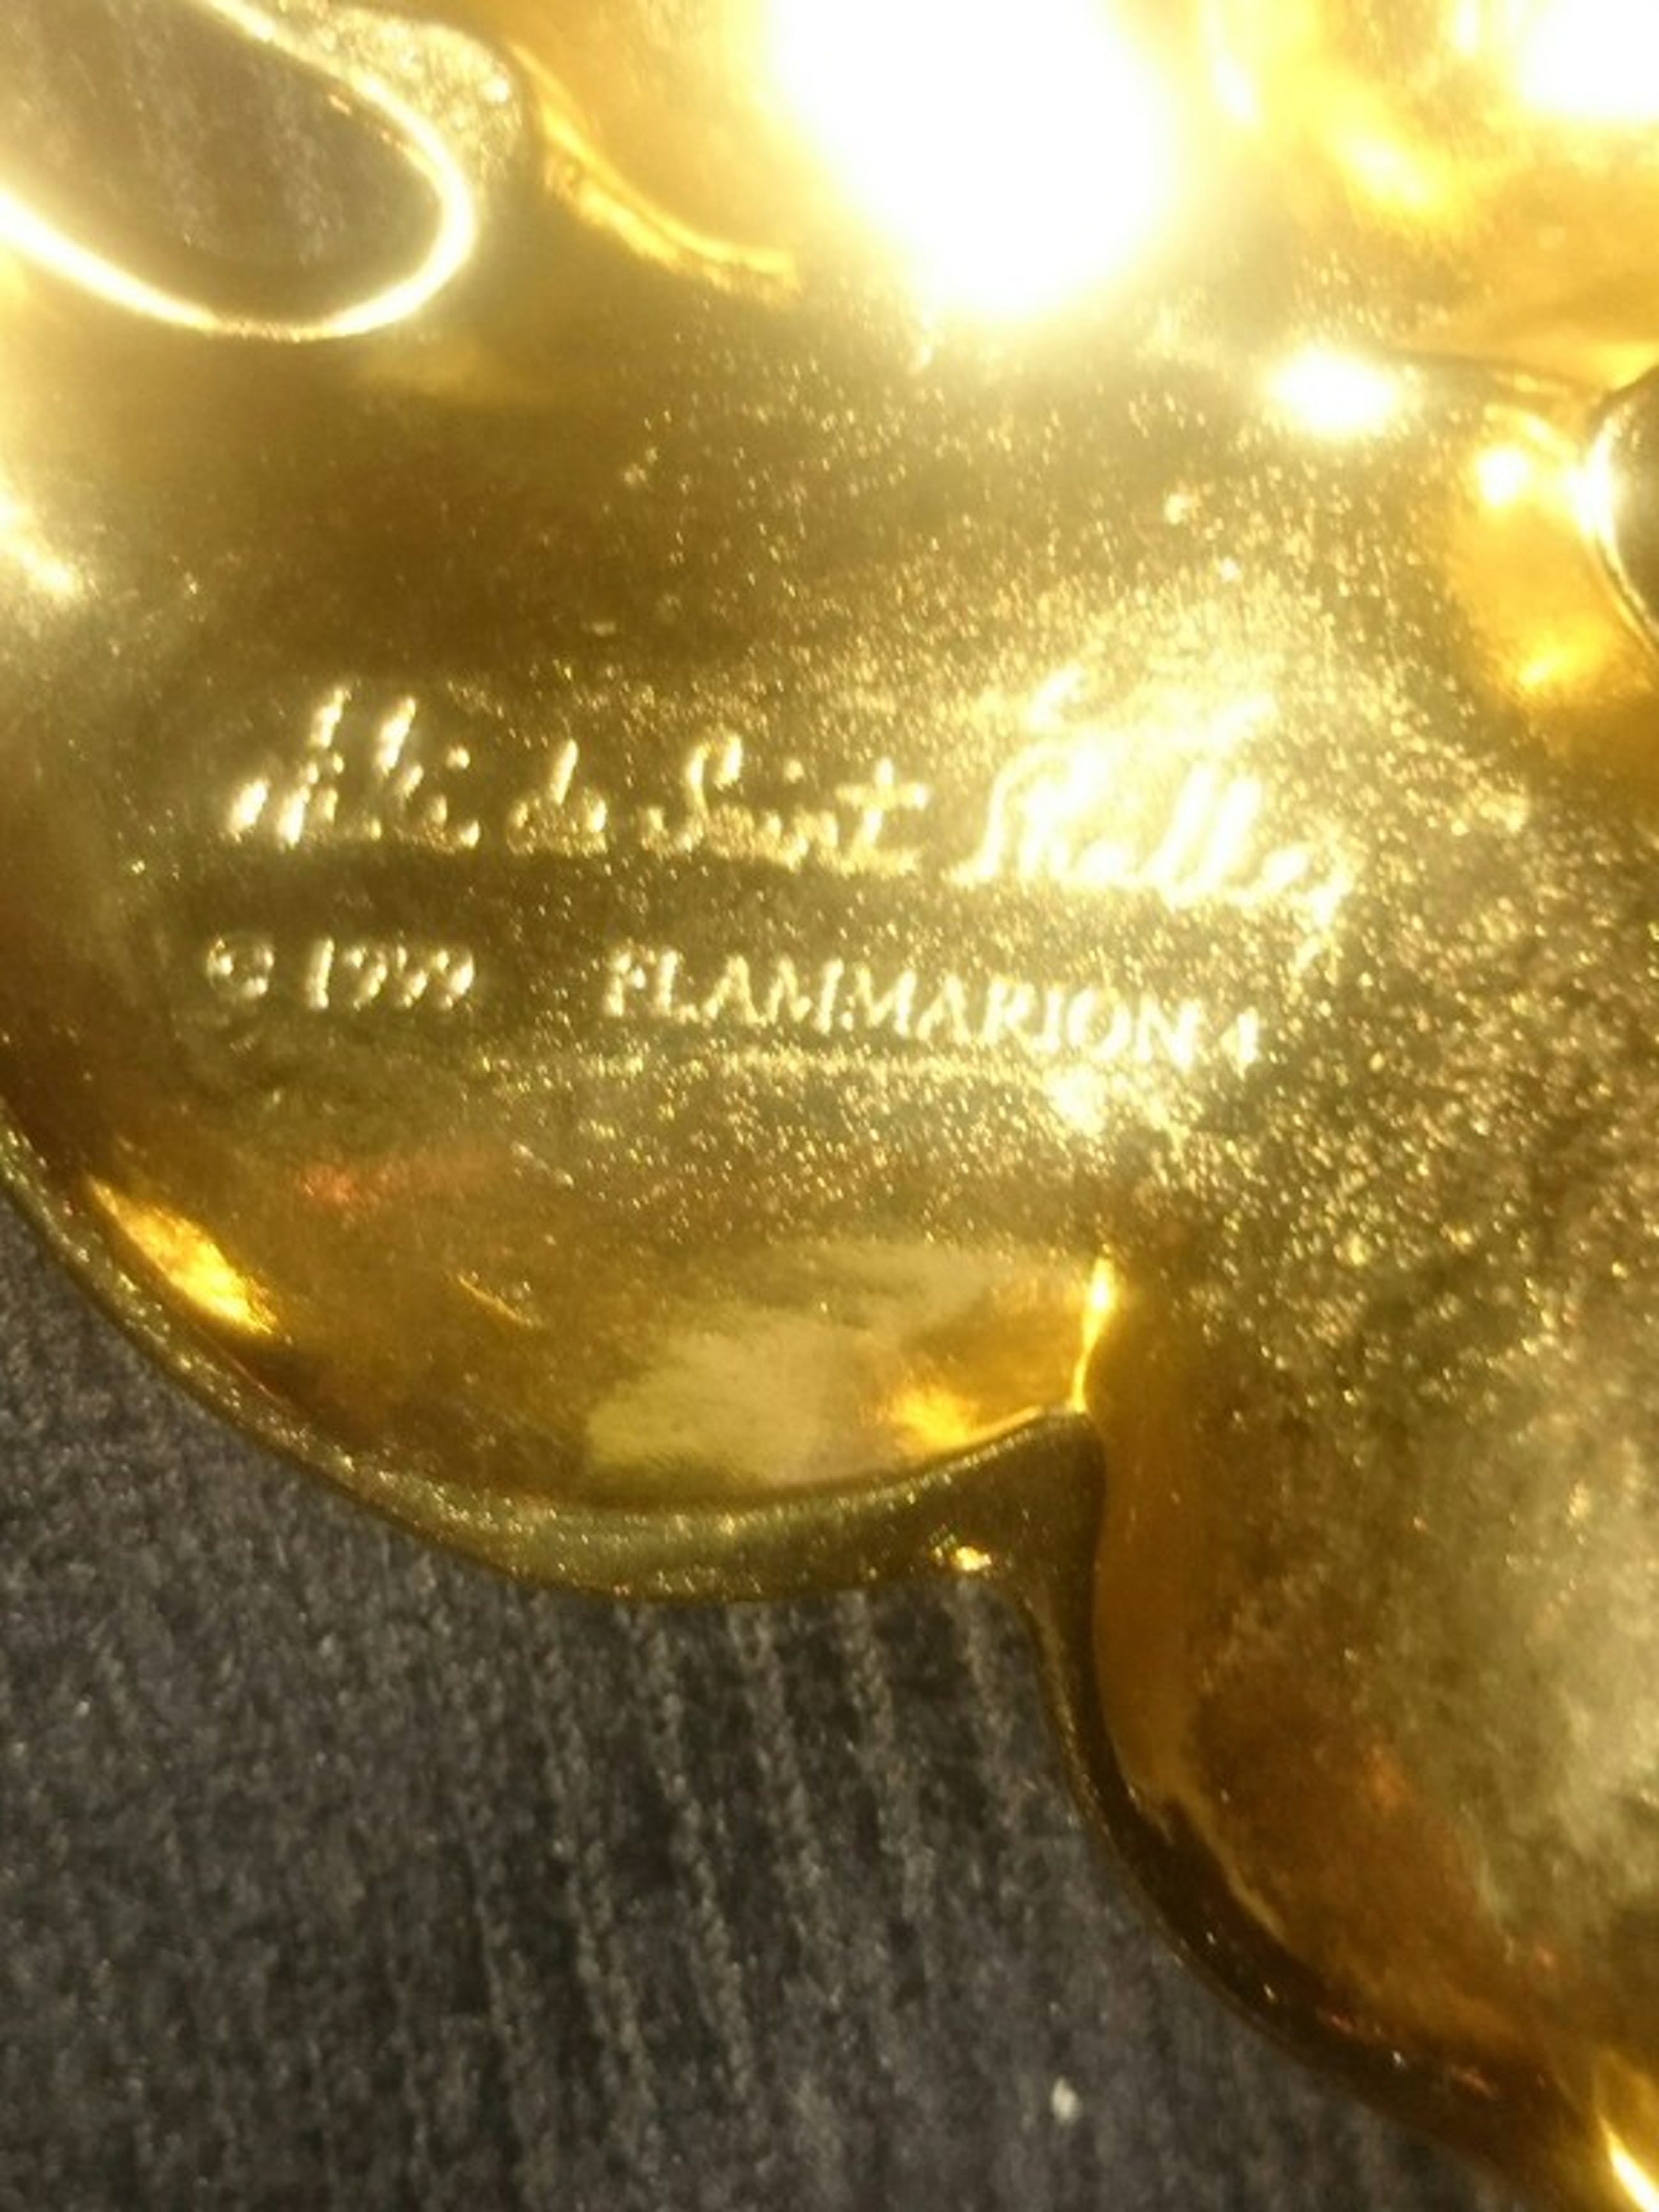 Niki de Saint Phalle
© 1999 FLAMMARION 4